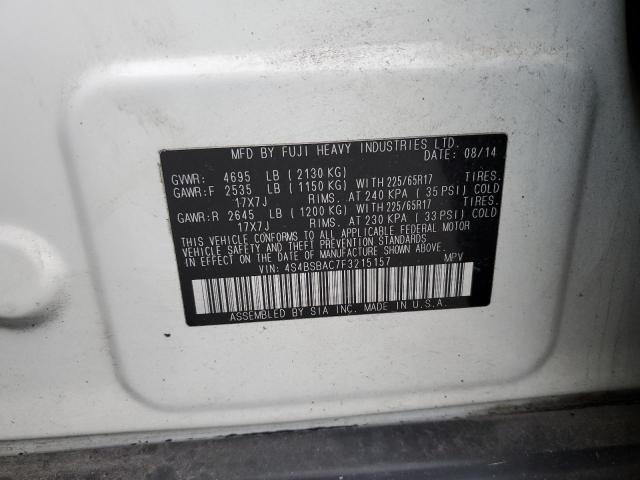 MFD BY FUJI HEAVY INDUSTRIES LTD.
DATE: 08/14
GVWR: 4695 LB (2130 KG)
GAWR:F 2535 LB (1150 KG) WITH 225/65R17 TIRES.
17X7J RIMS. AT 240 KPA (35 PSI) COLD
GAWR:R 2645 LB (1200 KG) WITH 225/65R17 TIRES.
17X7J RIMS. AT 230 KPA (33 PSI) COLD
THIS VEHICLE CONFORMS TO ALL APPLICABLE FEDERAL MOTOR
VEHICLE SAFETY AND THEFT PREVENTION STANDARDS
IN EFFECT ON THE DATE OF MANUFACTURE SHOWN ABOVE.
VIN: 4S4BSBAC7F3215157 MPV
ASSEMBLED BY SIA INC. MADE IN U.S.A.